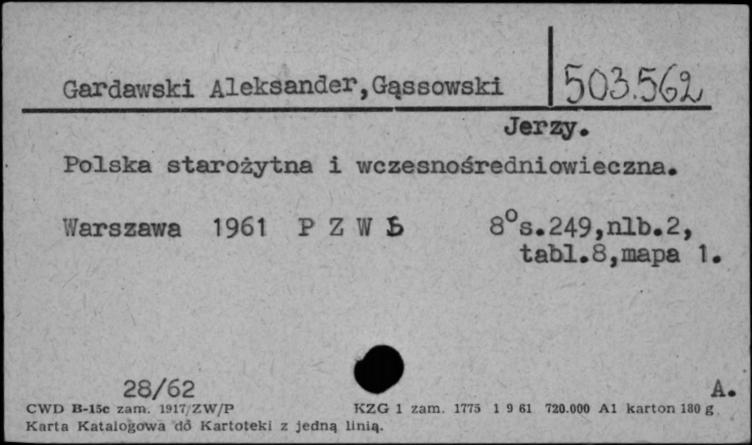 Gardawski Aleksander,Gąssowski 503.562
Jerzy.
Polska starożytna i wczesnośredniowieczna.
Warszawa 1961 P Z W S 8°s.249,nlb.2,
tabl.8,mapa 1.
28/62 A.
CWD B-15c zam. 1917/ZW/P KZG 1 zam. 1775 1 9 61 720.000 A1 karton 180 g
Karta Katalogowa do Kartoteki z jedną linią.